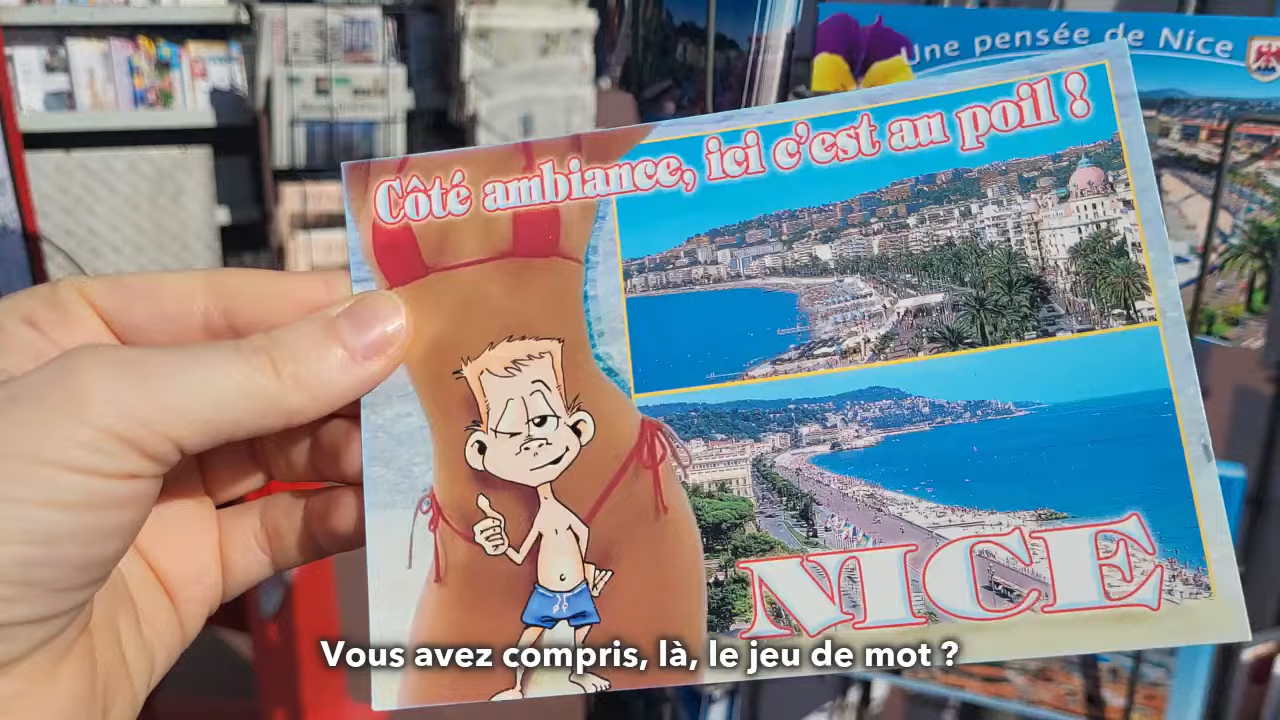 Une pensée de Nice
Côté ambiance, ici c'est au poil !
NICE
Vous avez compris, là, le jeu de mot ?